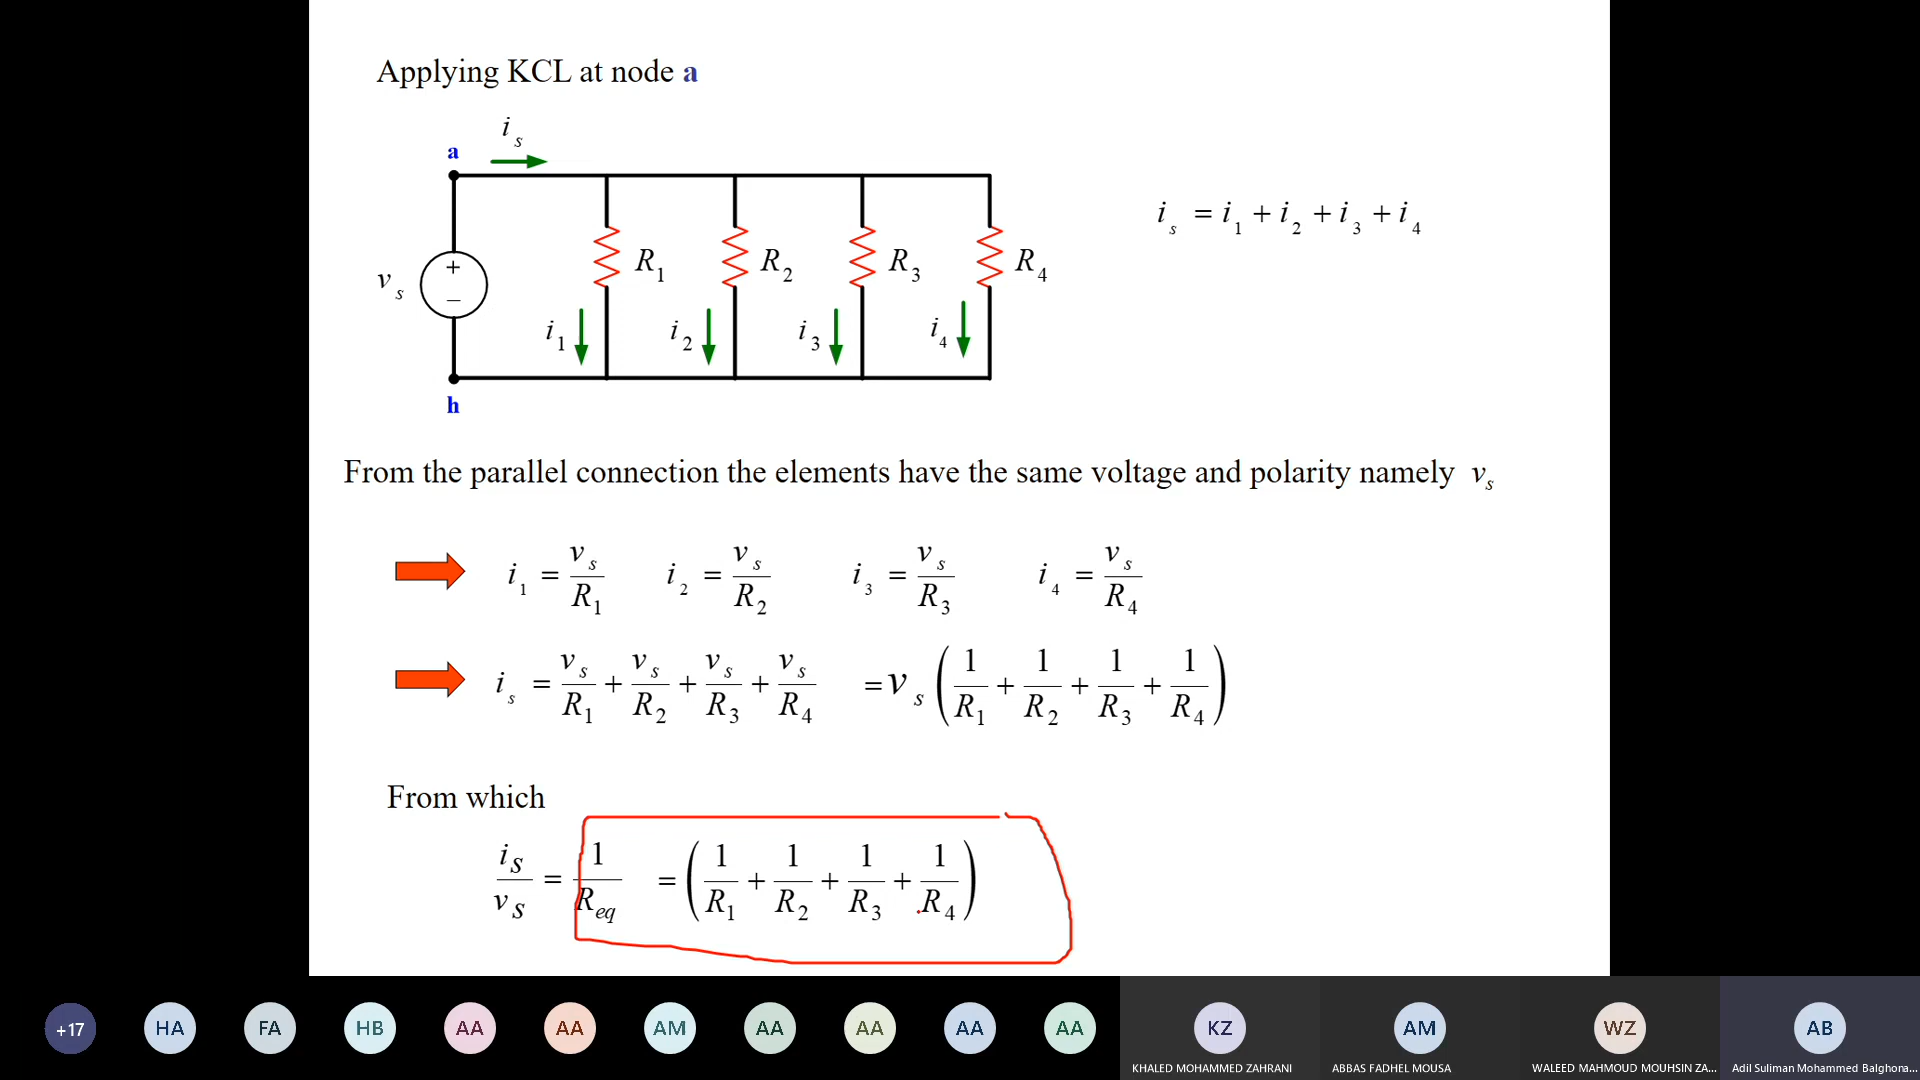 Applying KCL at node a
i_s
a
i_s = i_1 + i_2 + i_3 + i_4
v_s + − R_1 R_2 R_3 R_4
i_1 i_2 i_3 i_4
h
From the parallel connection the elements have the same voltage and polarity namely v_s
i_1 = v_s/R_1 i_2 = v_s/R_2 i_3 = v_s/R_3 i_4 = v_s/R_4
i_s = v_s/R_1 + v_s/R_2 + v_s/R_3 + v_s/R_4 = v_s (1/R_1 + 1/R_2 + 1/R_3 + 1/R_4)
From which
i_S/v_S = 1/R_eq = (1/R_1 + 1/R_2 + 1/R_3 + 1/R_4)
+17 HA FA HB AA AA AM AA AA AA AA KZ AM WZ AB
KHALED MOHAMMED ZAHRANI ABBAS FADHEL MOUSA WALEED MAHMOUD MOUHSIN ZA... Adil Suliman Mohammed Balghona...